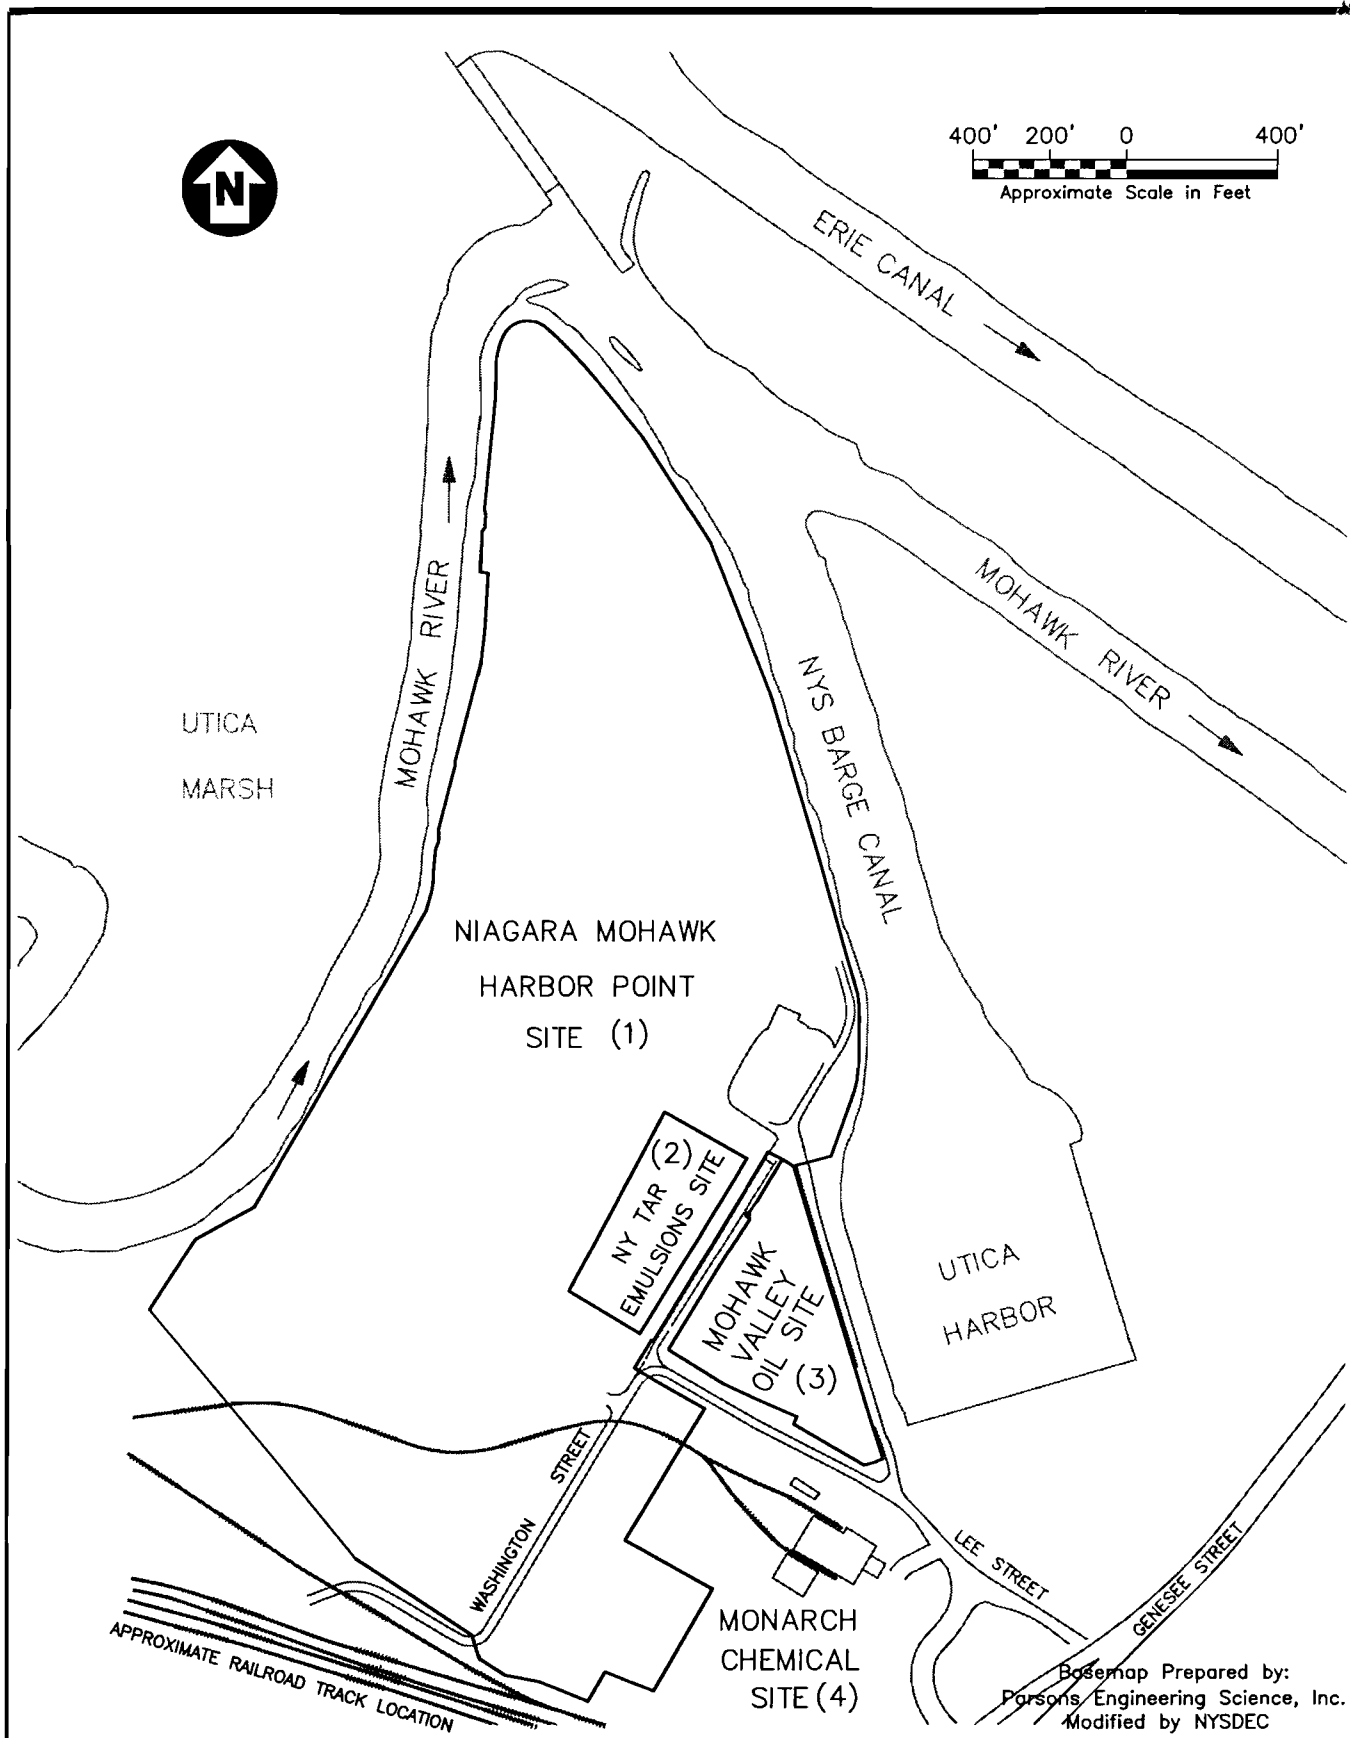 400' 200' 0 400'
Approximate Scale in Feet
N
ERIE CANAL
MOHAWK RIVER
MOHAWK RIVER
NYS BARGE CANAL
UTICA
MARSH
NIAGARA MOHAWK
HARBOR POINT
SITE (1)
(2)
NY TAR
EMULSIONS SITE
MOHAWK
VALLEY
OIL SITE
(3)
UTICA
HARBOR
WASHINGTON STREET
LEE STREET
GENESEE STREET
MONARCH
CHEMICAL
SITE (4)
APPROXIMATE RAILROAD TRACK LOCATION
Basemap Prepared by:
Parsons Engineering Science, Inc.
Modified by NYSDEC